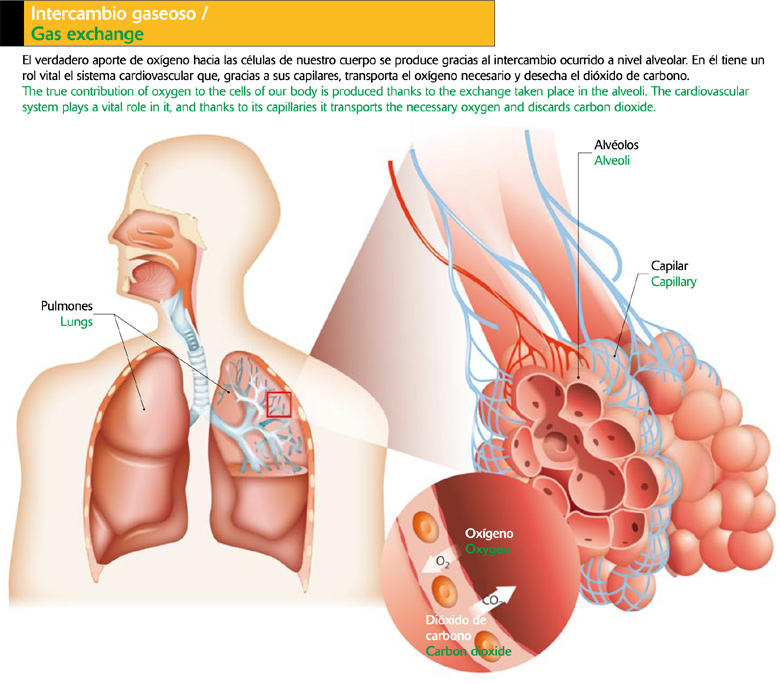 Intercambio gaseoso /
Gas exchange
El verdadero aporte de oxígeno hacia las células de nuestro cuerpo se produce gracias al intercambio ocurrido a nivel alveolar. En él tiene un
rol vital el sistema cardiovascular que, gracias a sus capilares, transporta el oxígeno necesario y desecha el dióxido de carbono.
The true contribution of oxygen to the cells of our body is produced thanks to the exchange taken place in the alveoli. The cardiovascular
system plays a vital role in it, and thanks to its capillaries it transports the necessary oxygen and discards carbon dioxide.
Alvéolos
Alveoli
Capilar
Capillary
Pulmones
Lungs
Oxígeno
Oxygen
O₂
CO₂
Dióxido de
carbono
Carbon dioxide